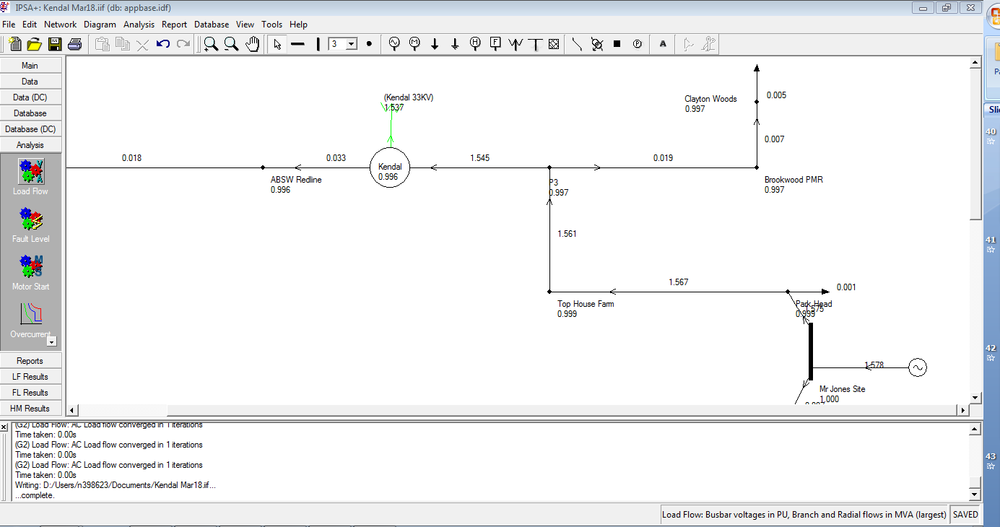 IPSA+: Kendal Mar18.iif (db: appbase.idf)
File Edit Network Diagram Analysis Report Database View Tools Help
3
H
F
P
A
Main
Data
Data (DC)
Database
Database (DC)
Analysis
Load Flow
Fault Level
Motor Start
Overcurrent
Reports
LF Results
FL Results
HM Results
(Kendal 33KV)
1.537
Clayton Woods
0.997
0.005
0.007
0.018
0.033
Kendal
0.996
1.545
0.019
ABSW Redline
0.996
P3
0.997
Brookwood PMR
0.997
1.561
1.567
0.001
Top House Farm
0.999
Park Head
0.999
1.575
1.578
Mr Jones Site
1.000
(G2) Load Flow: AC Load flow converged in 1 iterations
Time taken: 0.00s
(G2) Load Flow: AC Load flow converged in 1 iterations
Time taken: 0.00s
(G2) Load Flow: AC Load flow converged in 1 iterations
Time taken: 0.00s
Writing: D:/Users/n398623/Documents/Kendal Mar18.iif...
...complete.
Load Flow: Busbar voltages in PU, Branch and Radial flows in MVA (largest) SAVED
40
41
42
43